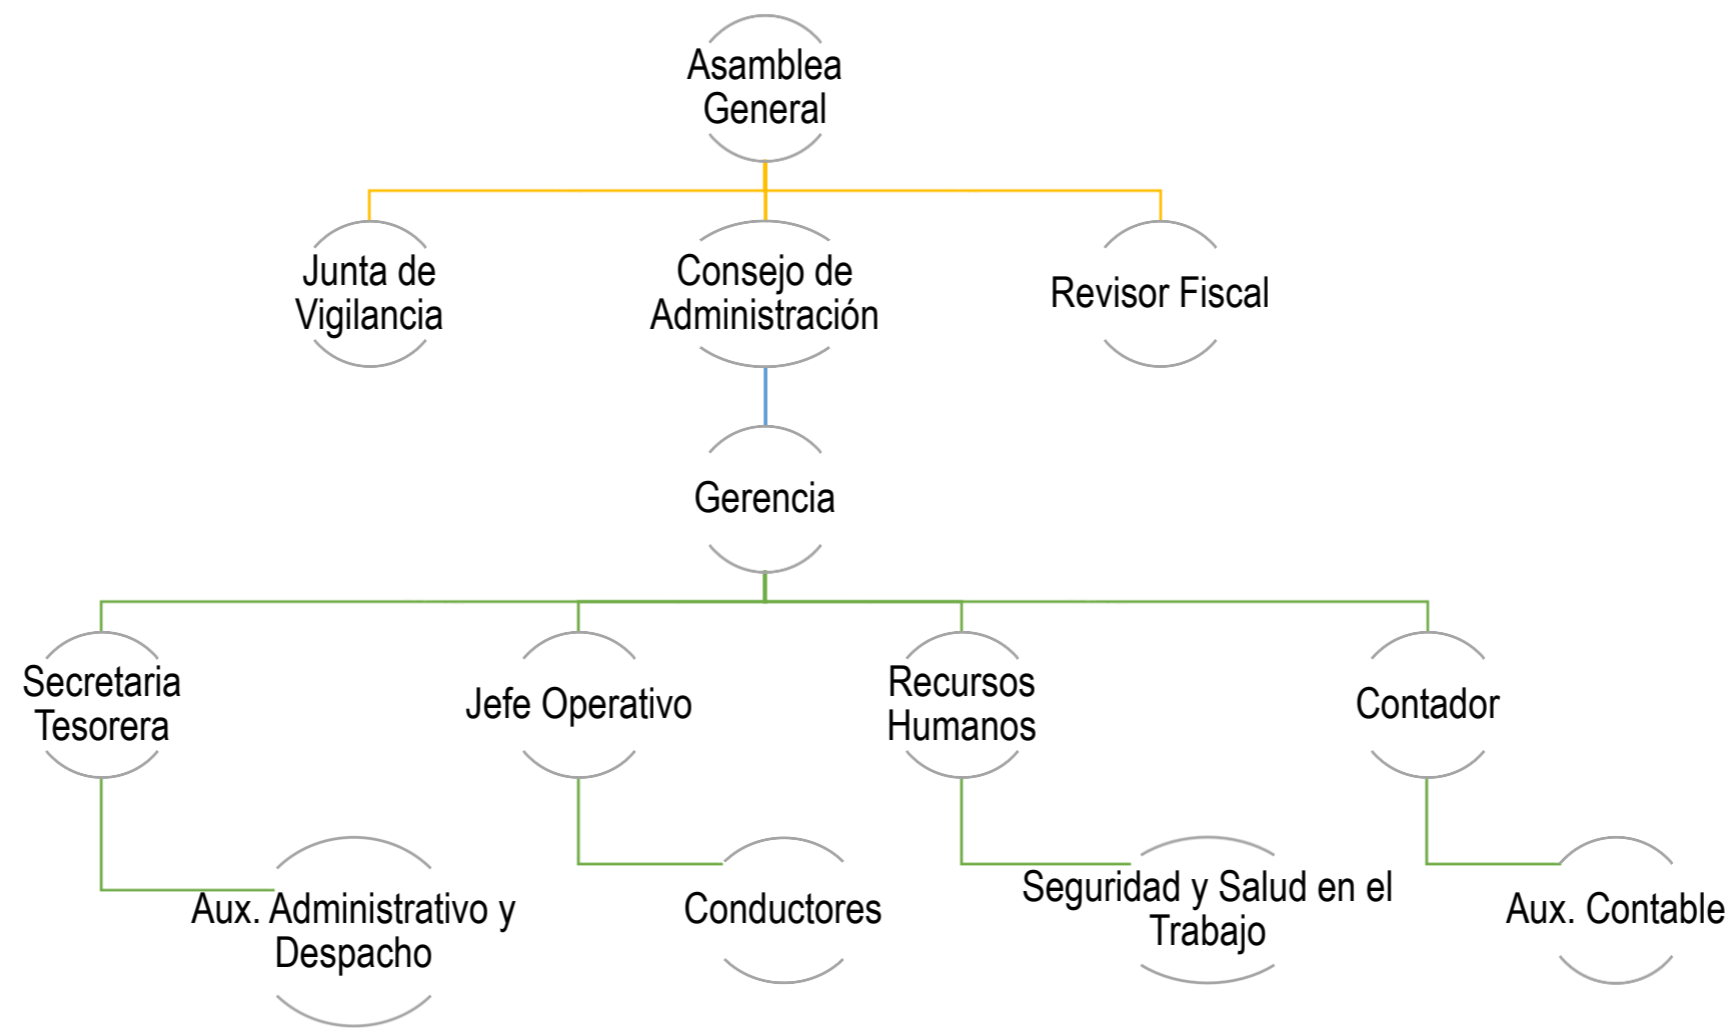 Asamblea
General
Junta de
Vigilancia
Consejo de
Administración
Revisor Fiscal
Gerencia
Secretaria
Tesorera
Jefe Operativo
Recursos
Humanos
Contador
Aux. Administrativo y
Despacho
Conductores
Seguridad y Salud en el
Trabajo
Aux. Contable